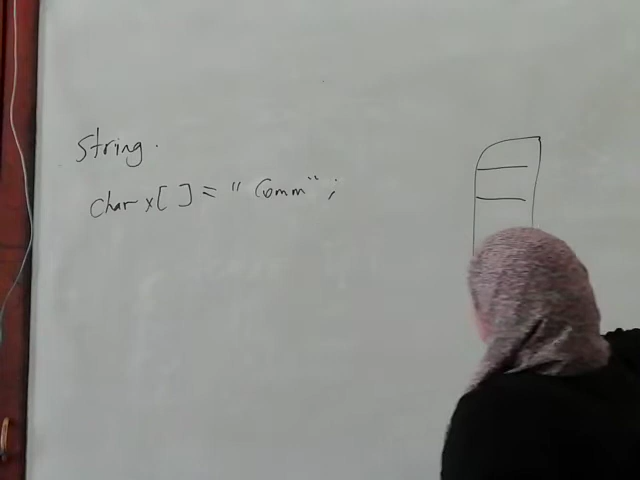 String.
char x[ ] = "Comm";